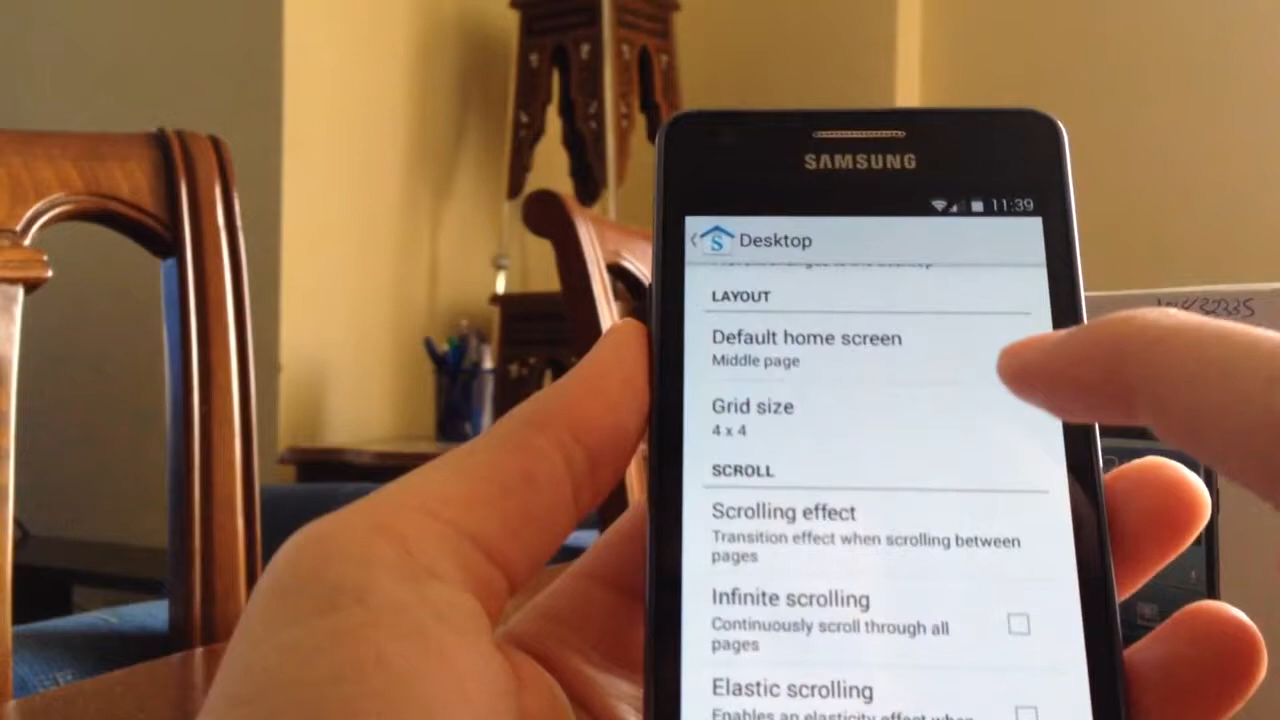 SAMSUNG
11:39
S
Desktop
LAYOUT
Default home screen
Middle page
Grid size
4 x 4
SCROLL
Scrolling effect
Transition effect when scrolling between
pages
Infinite scrolling
Continuously scroll through all
pages
Elastic scrolling
Enables an elasticity effect when